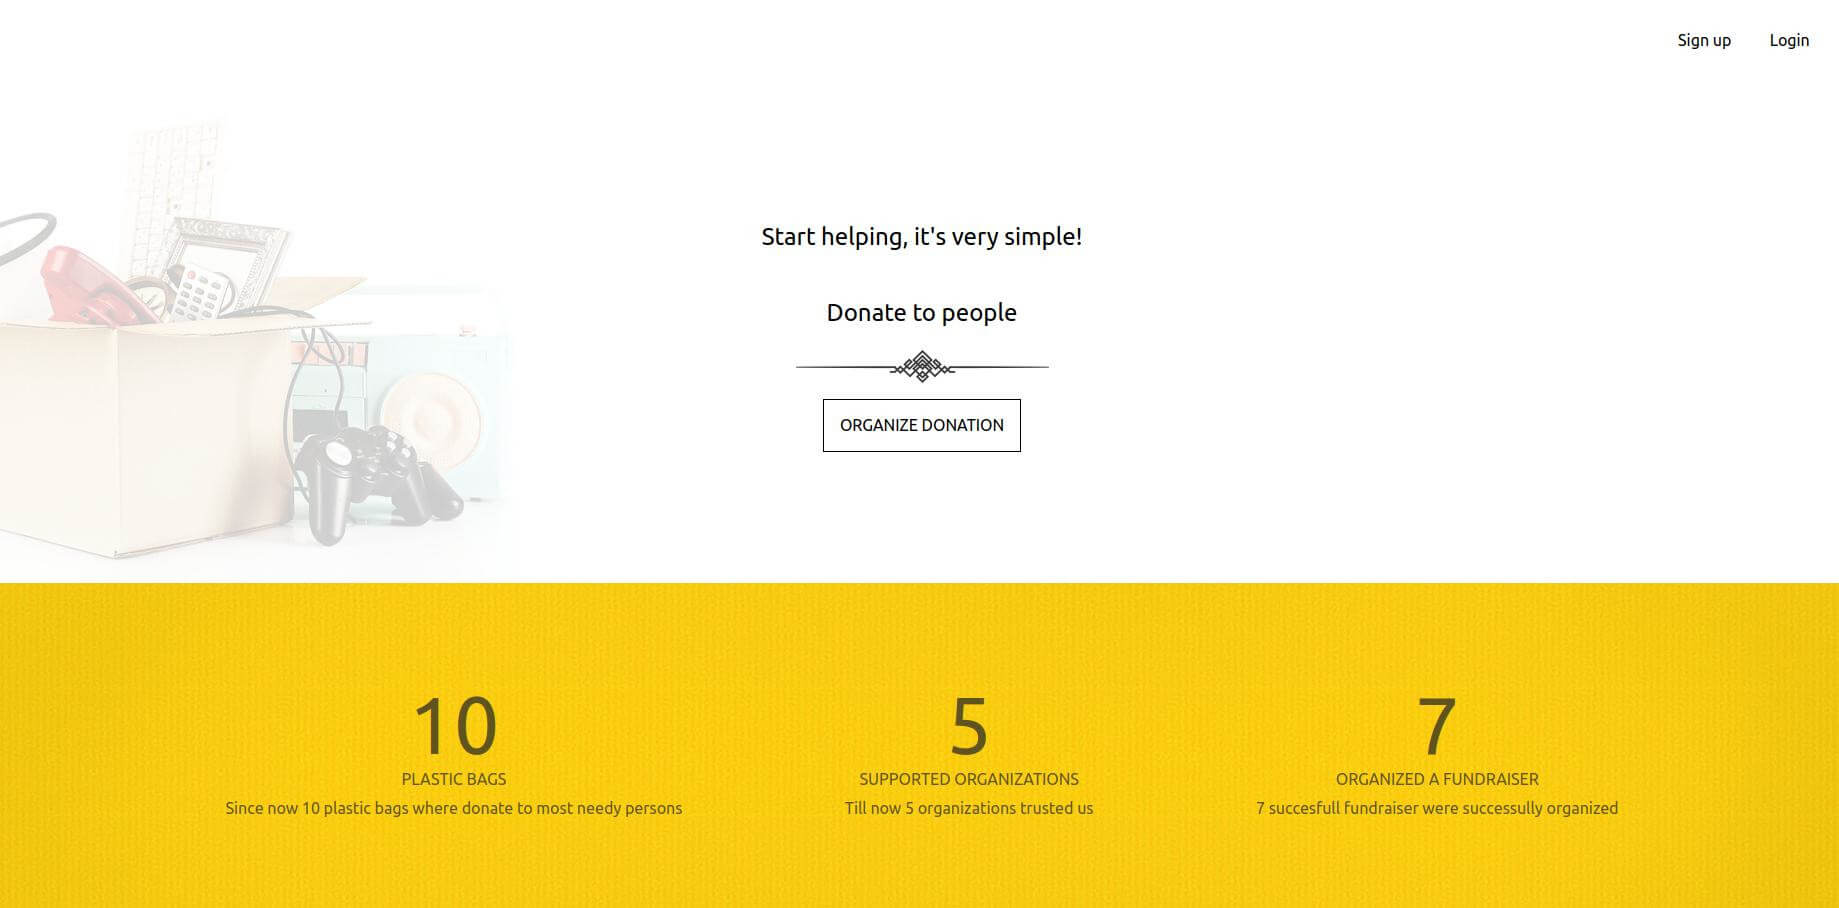 Sign up Login
Start helping, it's very simple!
Donate to people
ORGANIZE DONATION
10 5 7
PLASTIC BAGS SUPPORTED ORGANIZATIONS ORGANIZED A FUNDRAISER
Since now 10 plastic bags where donate to most needy persons Till now 5 organizations trusted us 7 succesfull fundraiser were successully organized